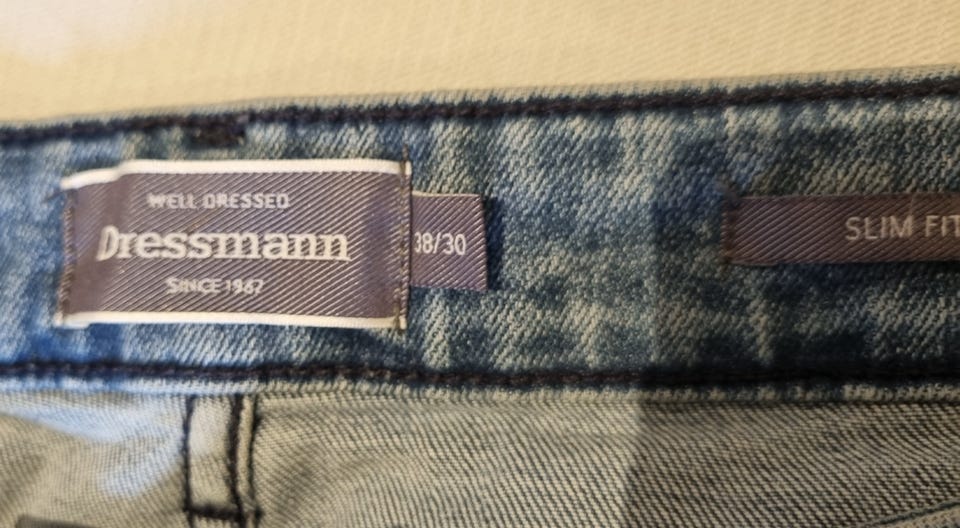 WELL DRESSED
Dressmann
SINCE 1967
38/30
SLIM FIT